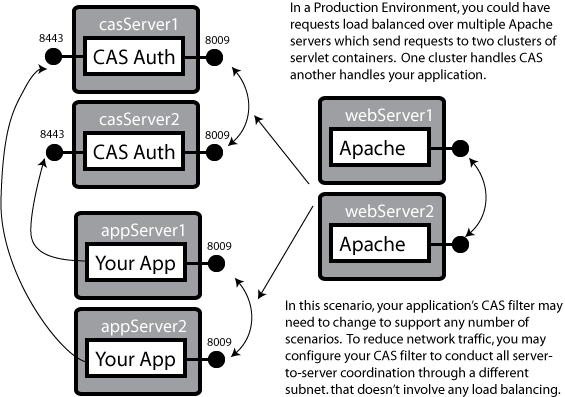 casServer1
8443
CAS Auth
8009
casServer2
8443
CAS Auth
8009
appServer1
Your App
8009
appServer2
Your App
8009
In a Production Environment, you could have
requests load balanced over multiple Apache
servers which send requests to two clusters of
servlet containers. One cluster handles CAS
another handles your application.
webServer1
Apache
webServer2
Apache
In this scenario, your application's CAS filter may
need to change to support any number of
scenarios. To reduce network traffic, you may
configure your CAS filter to conduct all server-
to-server coordination through a different
subnet. that doesn't involve any load balancing.